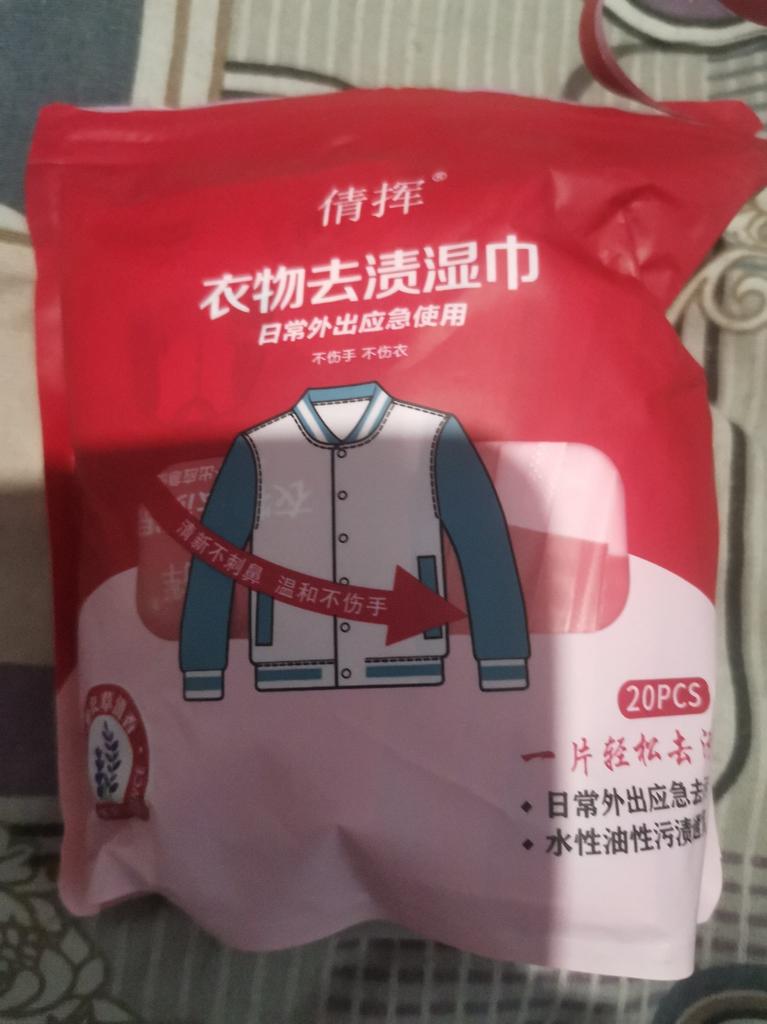 倩挥®
衣物去渍湿巾
日常外出应急使用
不伤手 不伤衣
清新不刺鼻 温和不伤手
20PCS
一片轻松去
• 日常外出应急去
• 水性油性污渍